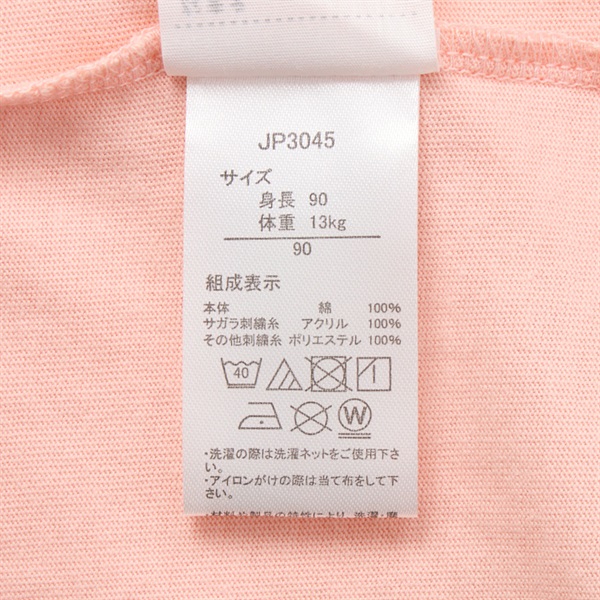 JP3045
サイズ
身長 90
体重 13kg
90
組成表示
本体 綿 100%
サガラ刺繍糸 アクリル 100%
その他刺繍糸 ポリエステル 100%
40
W
・洗濯の際は洗濯ネットをご使用下さ
い。
・アイロンがけの際は当て布をして下
さい。